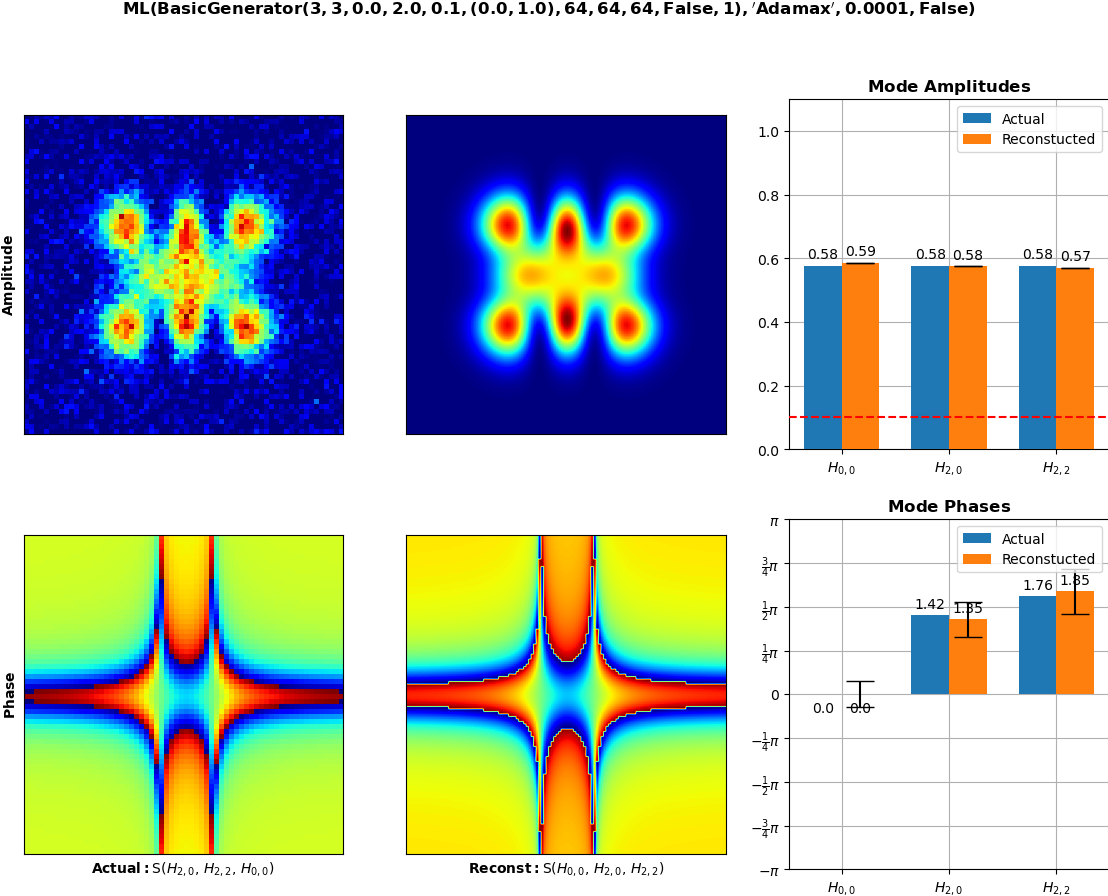 ML(BasicGenerator(3, 3, 0.0, 2.0, 0.1, (0.0, 1.0), 64, 64, 64, False, 1), ′Adamax′, 0.0001, False)
Amplitude
Mode Amplitudes
Actual
Reconstucted
1.0
0.8
0.6
0.4
0.2
0.0
0.58 0.59 0.58 0.58 0.58 0.57
H0,0 H2,0 H2,2
Phase
Actual: S(H2,0, H2,2, H0,0)
Reconst: S(H0,0, H2,0, H2,2)
Mode Phases
Actual
Reconstucted
π
3/4π
1/2π
1/4π
0
−1/4π
−1/2π
−3/4π
−π
0.0 0.0 1.42 1.35 1.76 1.85
H0,0 H2,0 H2,2